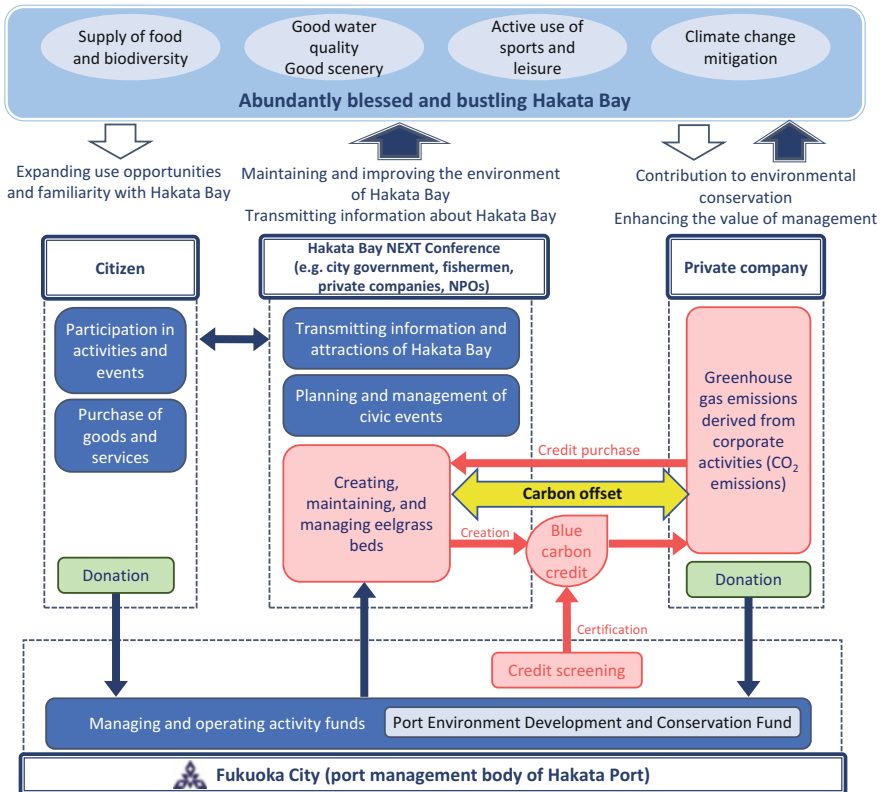 Supply of food
and biodiversity
Good water
quality
Good scenery
Active use of
sports and
leisure
Climate change
mitigation
Abundantly blessed and bustling Hakata Bay
Expanding use opportunities
and familiarity with Hakata Bay
Maintaining and improving the environment
of Hakata Bay
Transmitting information about Hakata Bay
Contribution to environmental
conservation
Enhancing the value of management
Citizen
Hakata Bay NEXT Conference
(e.g. city government, fishermen,
private companies, NPOs)
Private company
Participation in
activities and
events
Purchase of
goods and
services
Transmitting information and
attractions of Hakata Bay
Planning and management of
civic events
Greenhouse
gas emissions
derived from
corporate
activities (CO₂
emissions)
Credit purchase
Creating,
maintaining, and
managing eelgrass
beds
Carbon offset
Creation
Blue
carbon
credit
Donation
Donation
Certification
Credit screening
Managing and operating activity funds
Port Environment Development and Conservation Fund
Fukuoka City (port management body of Hakata Port)